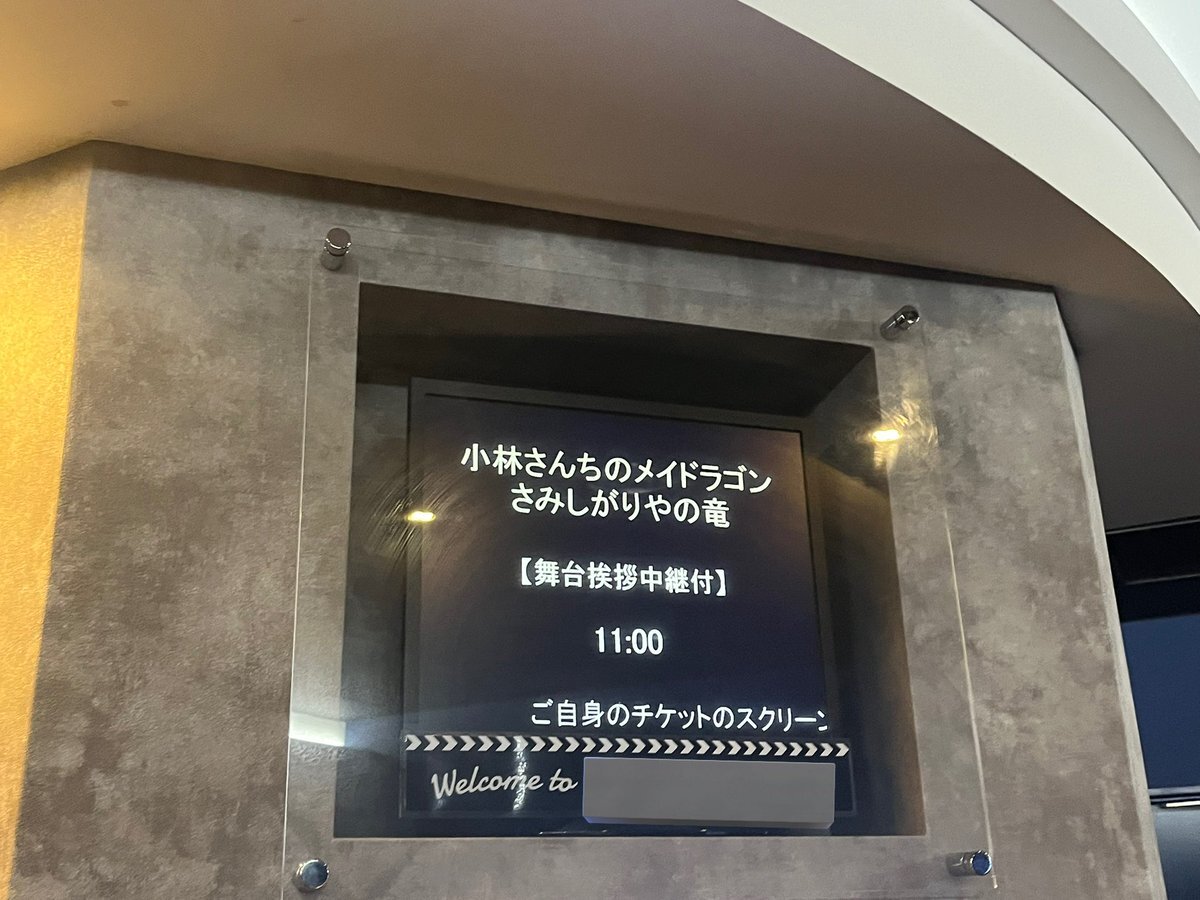 小林さんちのメイドラゴン
さみしがりやの竜
【舞台挨拶中継付】
11:00
ご自身のチケットのスクリーン
Welcome to